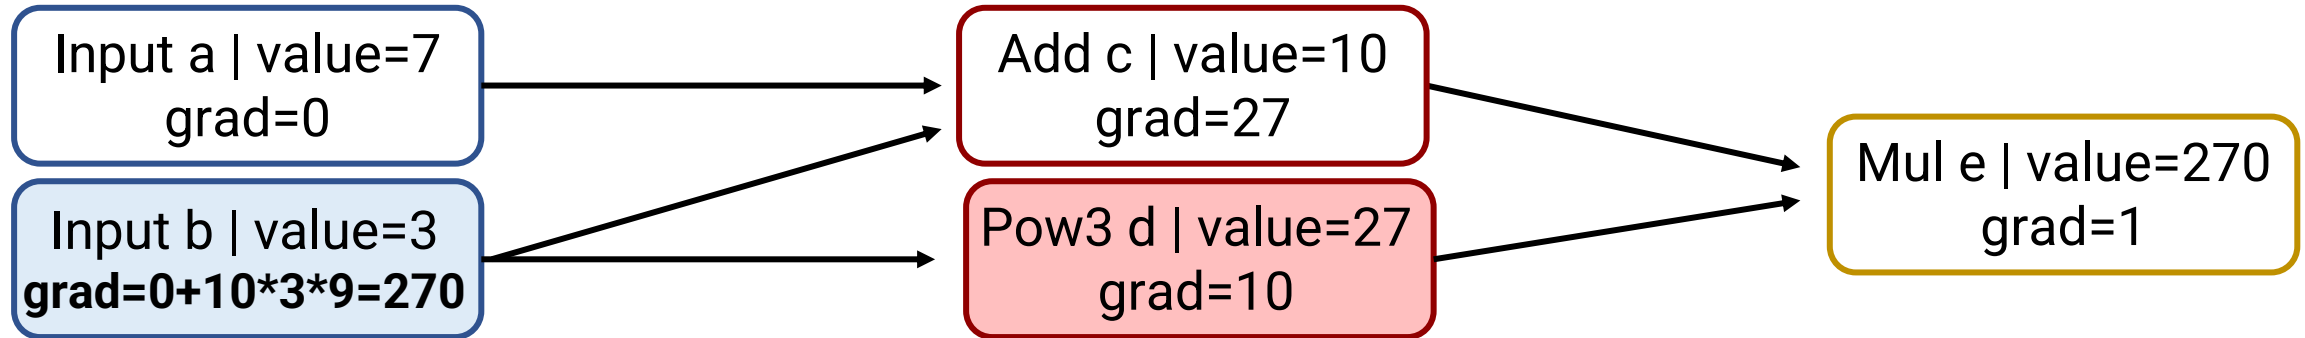 Input a | value=7
grad=0
Input b | value=3
grad=0+10*3*9=270
Add c | value=10
grad=27
Pow3 d | value=27
grad=10
Mul e | value=270
grad=1